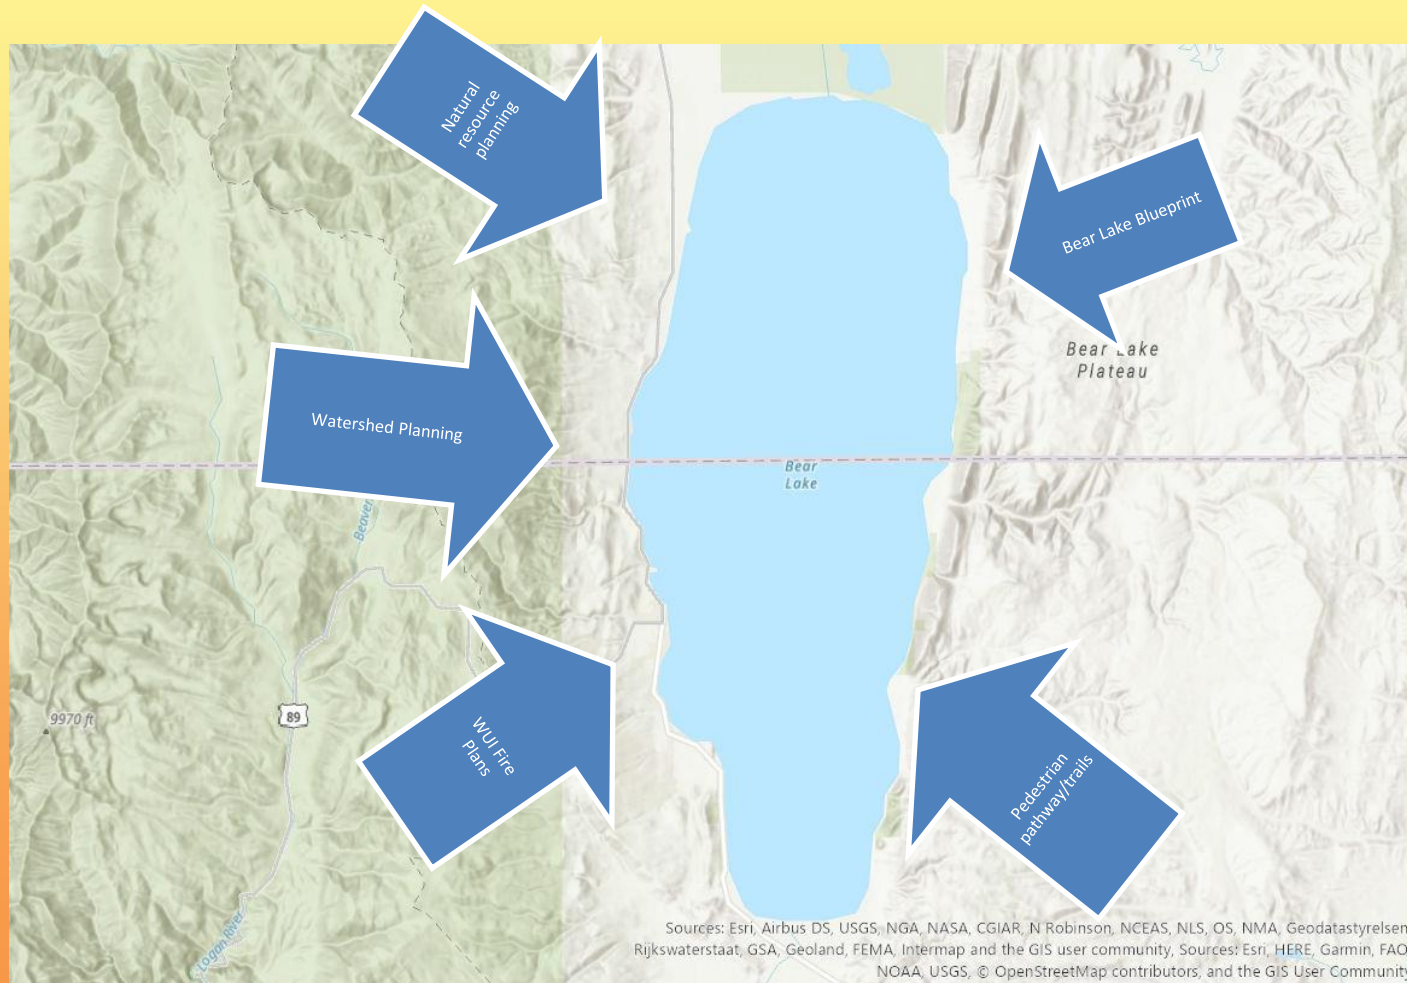 Natural
resource
planning
Bear Lake Blueprint
Bear Lake
Plateau
Watershed Planning
Bear
Lake
Beaver
WUI Fire
Plans
9970 ft
89
Pedestrian
pathway/trails
Logan River
Sources: Esri, Airbus DS, USGS, NGA, NASA, CGIAR, N Robinson, NCEAS, NLS, OS, NMA, Geodatastyrelsen
Rijkswaterstaat, GSA, Geoland, FEMA, Intermap and the GIS user community, Sources: Esri, HERE, Garmin, FAO
NOAA, USGS, © OpenStreetMap contributors, and the GIS User Community